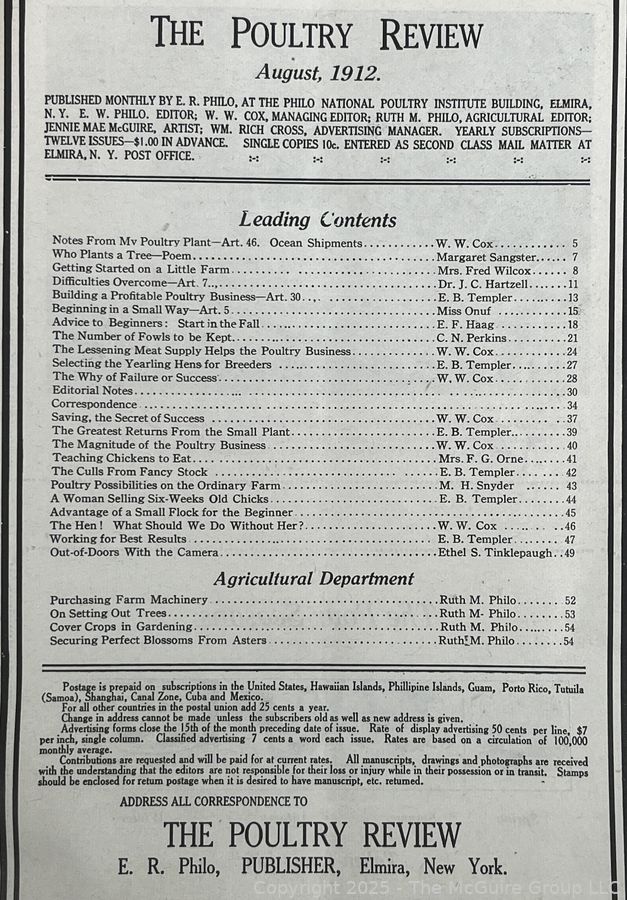 THE POULTRY REVIEW
August, 1912.
PUBLISHED MONTHLY BY E. R. PHILO, AT THE PHILO NATIONAL POULTRY INSTITUTE BUILDING, ELMIRA,
N. Y. E. W. PHILO. EDITOR; W. W. COX, MANAGING EDITOR; RUTH M. PHILO, AGRICULTURAL EDITOR;
JENNIE MAE McGUIRE, ARTIST; WM. RICH CROSS, ADVERTISING MANAGER. YEARLY SUBSCRIPTIONS—
TWELVE ISSUES—$1.00 IN ADVANCE. SINGLE COPIES 10c. ENTERED AS SECOND CLASS MAIL MATTER AT
ELMIRA, N. Y. POST OFFICE. :-: :-: :-: :-: :-: :-:
Leading Contents
Notes From My Poultry Plant—Art. 46. Ocean Shipments...........W. W. Cox............ 5
Who Plants a Tree—Poem........................Margaret Sangster...... 7
Getting Started on a Little Farm........................Mrs. Fred Wilcox...... 8
Difficulties Overcome—Art. 7........................Dr. J. C. Hartzell......11
Building a Profitable Poultry Business—Art. 30..................E. B. Templer..........13
Beginning in a Small Way—Art. 5........................Miss Onuf ............15
Advice to Beginners: Start in the Fall........................E. F. Haag ............18
The Number of Fowls to be Kept........................C. N. Perkins..........21
The Lessening Meat Supply Helps the Poultry Business............W. W. Cox............24
Selecting the Yearling Hens for Breeders ..................E. B. Templer..........27
The Why of Failure or Success........................W. W. Cox............28
Editorial Notes....................................30
Correspondence ....................................34
Saving, the Secret of Success ........................W. W. Cox ............37
The Greatest Returns From the Small Plant..................E. B. Templer..........39
The Magnitude of the Poultry Business ..................W. W. Cox ............40
Teaching Chickens to Eat........................Mrs. F. G. Orne........41
The Culls From Fancy Stock ........................E. B. Templer..........42
Poultry Possibilities on the Ordinary Farm..................M. H. Snyder ........43
A Woman Selling Six-Weeks Old Chicks..................E. B. Templer..........44
Advantage of a Small Flock for the Beginner........................45
The Hen! What Should We Do Without Her?..................W. W. Cox ............46
Working for Best Results ........................E. B. Templer.......... 47
Out-of-Doors With the Camera........................Ethel S. Tinklepaugh..49
Agricultural Department
Purchasing Farm Machinery ........................Ruth M. Philo........52
On Setting Out Trees........................Ruth M- Philo........53
Cover Crops in Gardening........................Ruth M. Philo........54
Securing Perfect Blossoms From Asters..................Ruth M. Philo........54
Postage is prepaid on subscriptions in the United States, Hawaiian Islands, Phillipine Islands, Guam, Porto Rico, Tutuila
(Samoa), Shanghai, Canal Zone, Cuba and Mexico.
For all other countries in the postal union add 25 cents a year.
Change in address cannot be made unless the subscribers old as well as new address is given.
Advertising forms close the 15th of the month preceding date of issue. Rate of display advertising 50 cents per line, $7
per inch, single column. Classified advertising 7 cents a word each issue. Rates are based on a circulation of 100,000
monthly average.
Contributions are requested and will be paid for at current rates. All manuscripts, drawings and photographs are received
with the understanding that the editors are not responsible for their loss or injury while in their possession or in transit. Stamps
should be enclosed for return postage when it is desired to have manuscript, etc. returned.
ADDRESS ALL CORRESPONDENCE TO
THE POULTRY REVIEW
E. R. Philo, PUBLISHER, Elmira, New York.
Copyright 2025 - The McGuire Group LLC